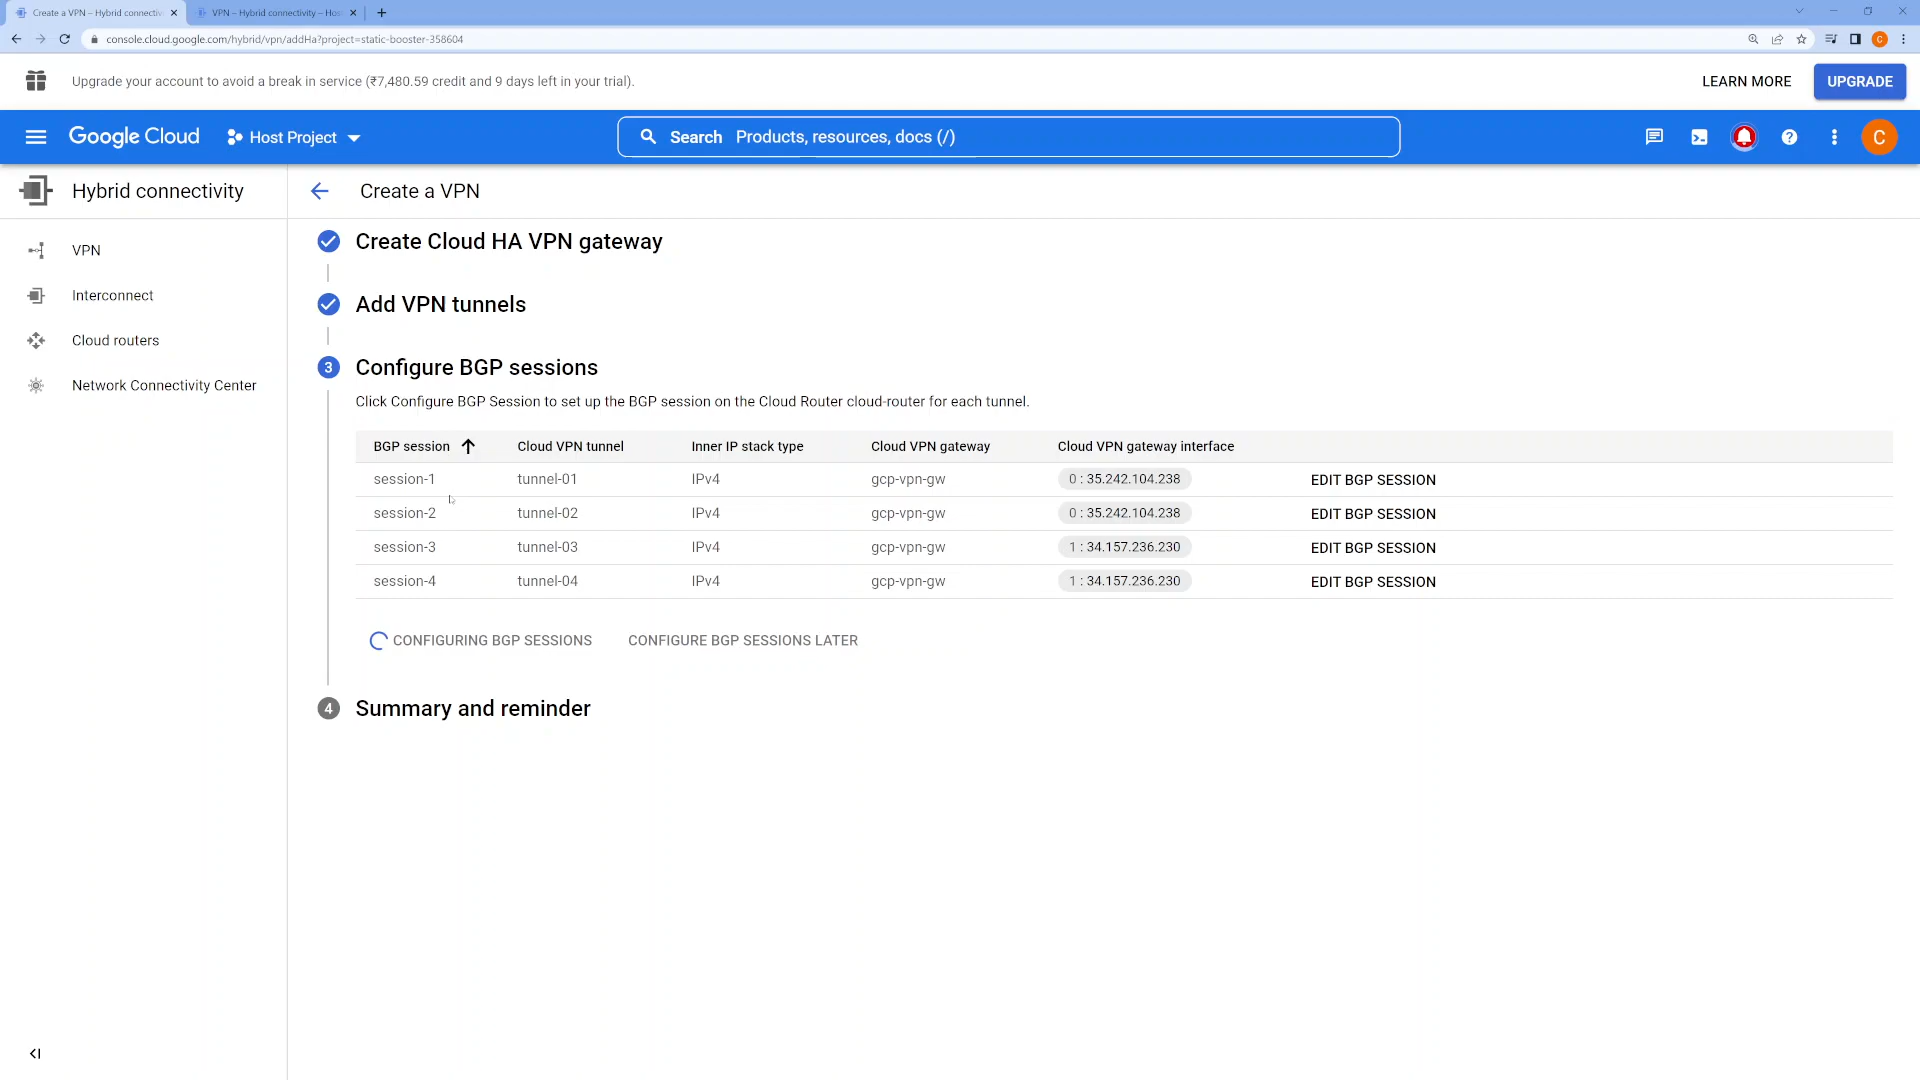 Create a VPN – Hybrid connectiv
VPN – Hybrid connectivity – Hos
console.cloud.google.com/hybrid/vpn/addHa?project=static-booster-358604
C
Upgrade your account to avoid a break in service (₹7,480.59 credit and 9 days left in your trial).
LEARN MORE
UPGRADE
Google Cloud
Host Project
Search Products, resources, docs (/)
C
Hybrid connectivity
Create a VPN
VPN
Interconnect
Cloud routers
Network Connectivity Center
Create Cloud HA VPN gateway
Add VPN tunnels
3 Configure BGP sessions
Click Configure BGP Session to set up the BGP session on the Cloud Router cloud-router for each tunnel.
BGP session Cloud VPN tunnel Inner IP stack type Cloud VPN gateway Cloud VPN gateway interface
session-1 tunnel-01 IPv4 gcp-vpn-gw 0 : 35.242.104.238 EDIT BGP SESSION
session-2 tunnel-02 IPv4 gcp-vpn-gw 0 : 35.242.104.238 EDIT BGP SESSION
session-3 tunnel-03 IPv4 gcp-vpn-gw 1 : 34.157.236.230 EDIT BGP SESSION
session-4 tunnel-04 IPv4 gcp-vpn-gw 1 : 34.157.236.230 EDIT BGP SESSION
CONFIGURING BGP SESSIONS CONFIGURE BGP SESSIONS LATER
4 Summary and reminder